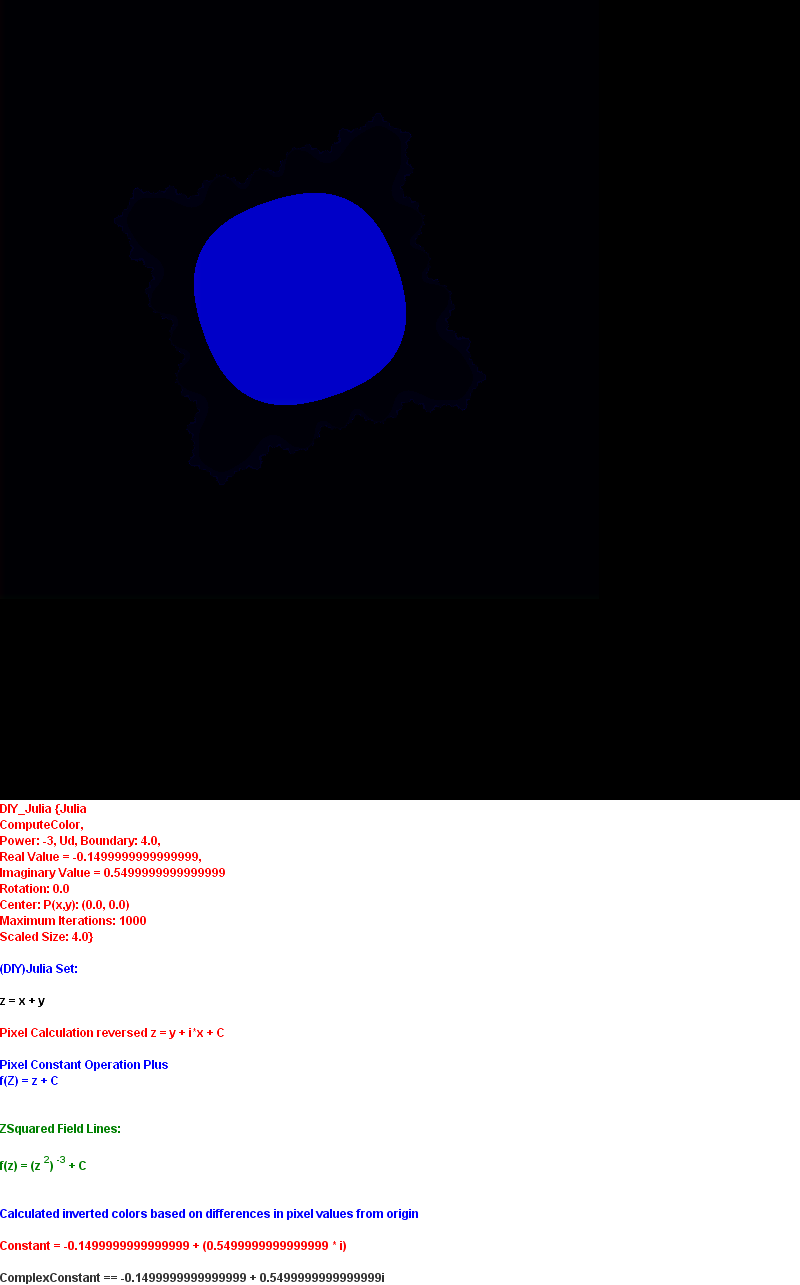 DIY_Julia {Julia
ComputeColor,
Power: -3, Ud, Boundary: 4.0,
Real Value = -0.1499999999999999,
Imaginary Value = 0.5499999999999999
Rotation: 0.0
Center: P(x,y): (0.0, 0.0)
Maximum Iterations: 1000
Scaled Size: 4.0}
(DIY)Julia Set:
z = x + y
Pixel Calculation reversed z = y + i*x + C
Pixel Constant Operation Plus
f(Z) = z + C
ZSquared Field Lines:
f(z) = (z 2) -3 + C
Calculated inverted colors based on differences in pixel values from origin
Constant = -0.1499999999999999 + (0.5499999999999999 * i)
ComplexConstant == -0.1499999999999999 + 0.5499999999999999i